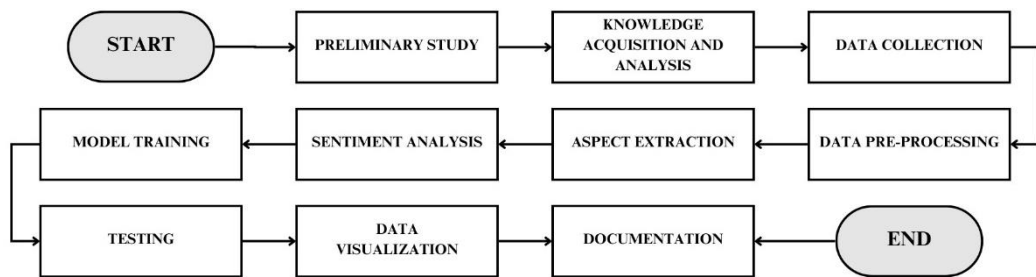 START
PRELIMINARY STUDY
KNOWLEDGE
ACQUISITION AND
ANALYSIS
DATA COLLECTION
MODEL TRAINING
SENTIMENT ANALYSIS
ASPECT EXTRACTION
DATA PRE-PROCESSING
TESTING
DATA
VISUALIZATION
DOCUMENTATION
END